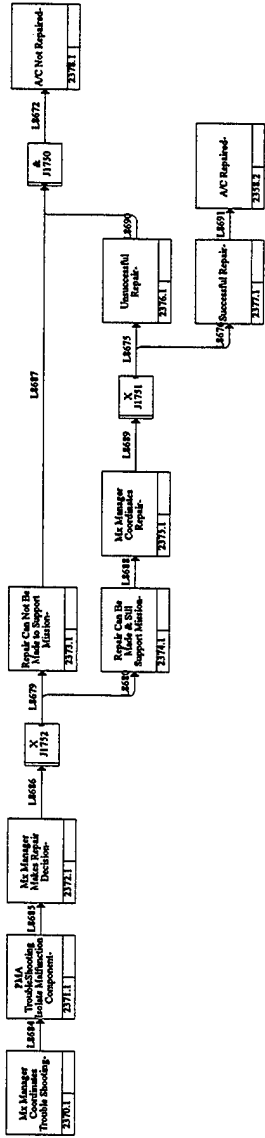 Mx Manager
Coordinates
Trouble Shooting-
2370.1
L8684
PMA
TroubleShooting
Isolate Malfunction
Component-
2371.1
L8685
Mx Manager
Makes Repair
Decision-
2372.1
L8686
X
J1752
L8679
Repair Can Not Be
Made to Support
Mission-
2373.1
L8687
&
J1750
L8672
A/C Not Repaired-
2378.1
L8680
Repair Can Be
Made & Still
Support Mission-
2374.1
L8688
Mx Manager
Coordinates
Repair-
2375.1
L8689
X
J1751
L8675
Unsuccessful
Repair-
2376.1
L8690
L8676
Successful Repair-
2377.1
L8691
A/C Repaired-
2358.2